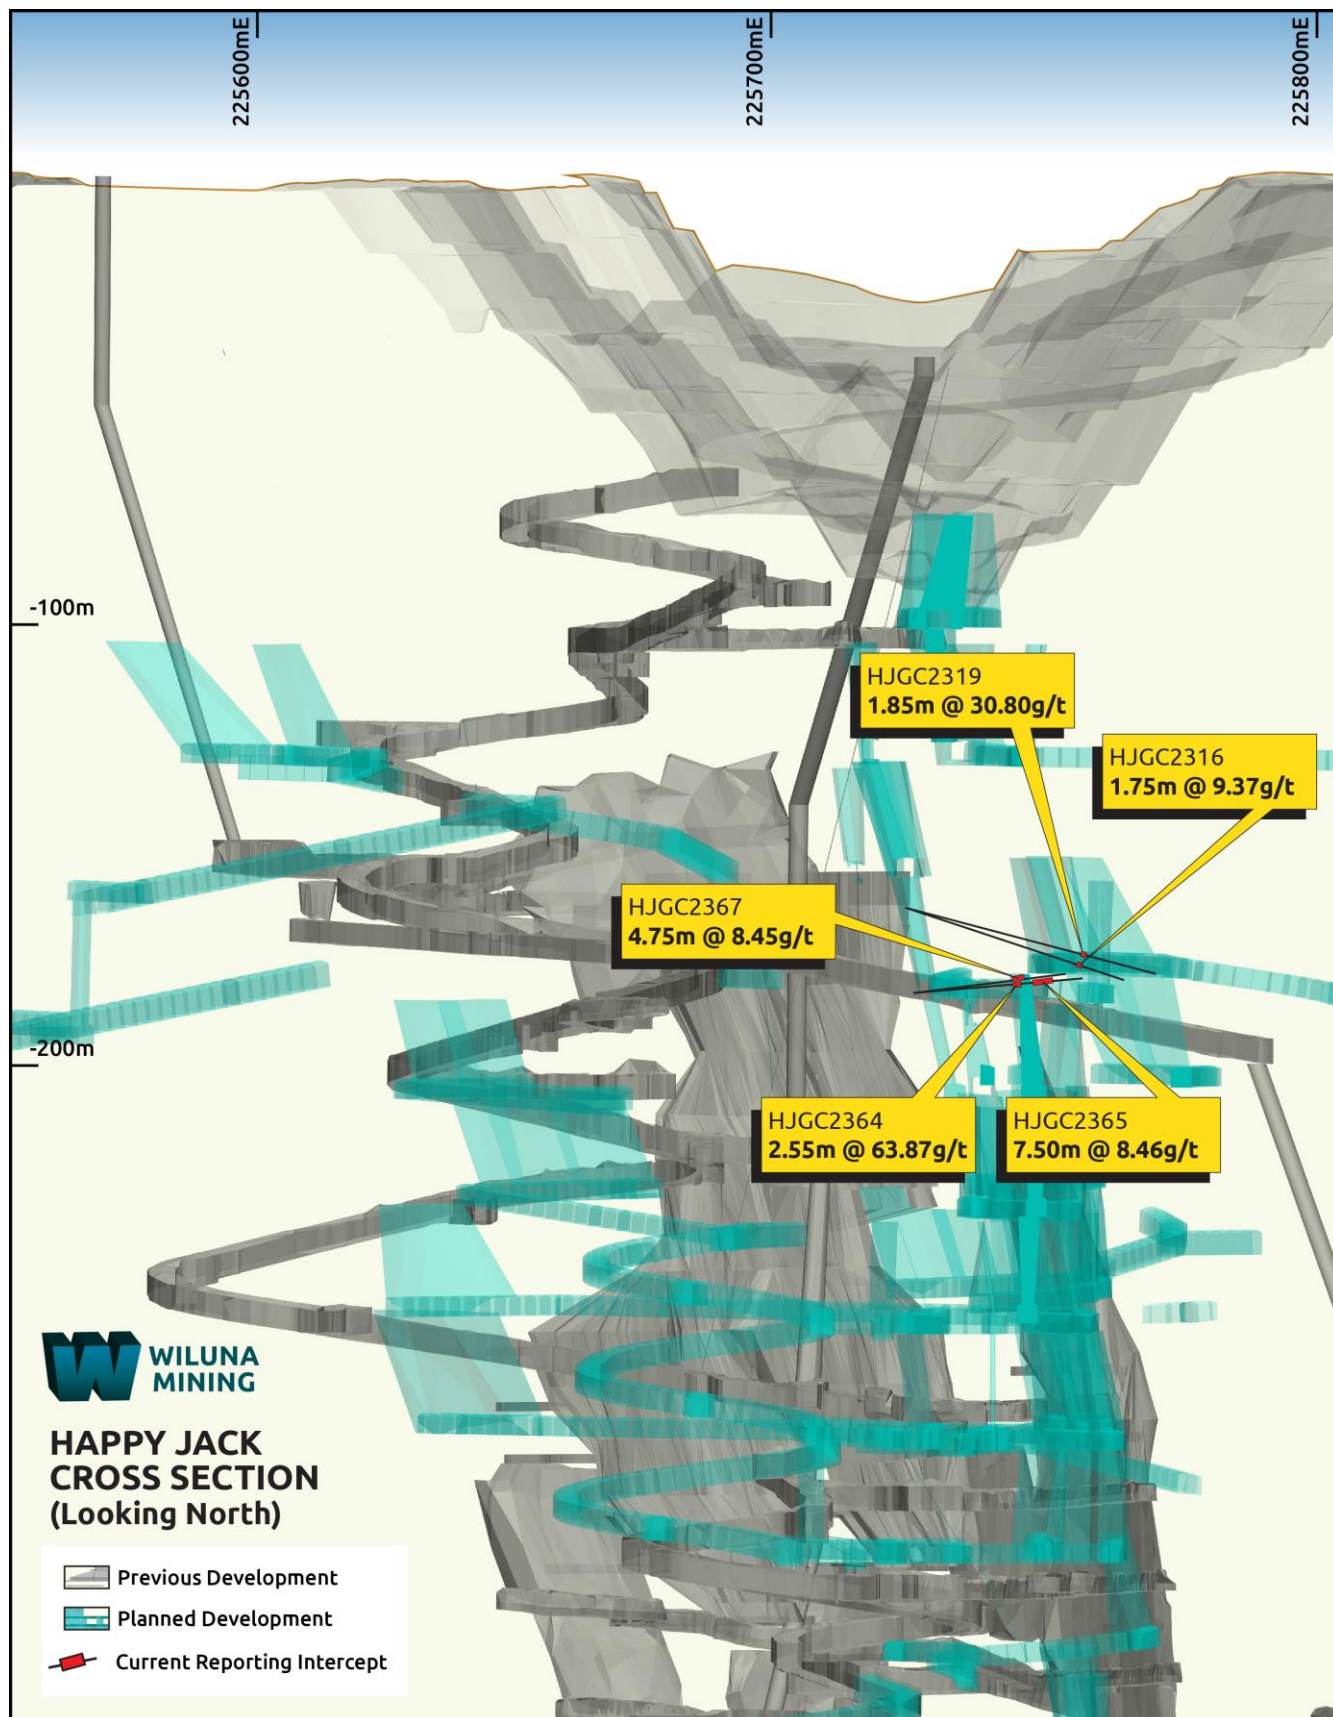 225600mE
225700mE
225800mE
-100m
HJGC2319
1.85m @ 30.80g/t
HJGC2316
1.75m @ 9.37g/t
HJGC2367
4.75m @ 8.45g/t
-200m
HJGC2364
2.55m @ 63.87g/t
HJGC2365
7.50m @ 8.46g/t
WILUNA
MINING
HAPPY JACK
CROSS SECTION
(Looking North)
Previous Development
Planned Development
Current Reporting Intercept